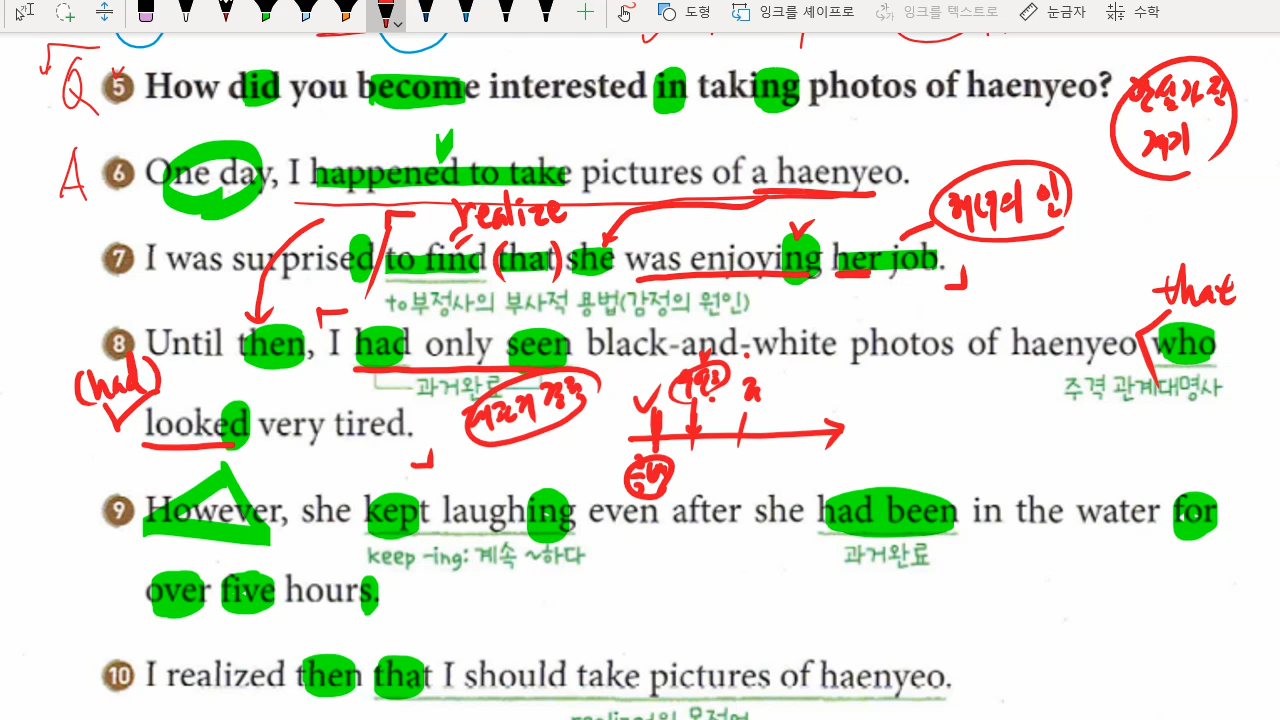 도형 잉크를 셰이프로 잉크를 텍스트로 눈금자 수학
Q 5 How did you become interested in taking photos of haenyeo?
A 6 One day, I happened to take pictures of a haenyeo.
realize
해녀의 인
7 I was surprised to find (that) she was enjoying her job.
to부정사의 부사적 용법(감정의 원인)
that
8 Until then, I had only seen black-and-white photos of haenyeo who
과거완료
주격 관계대명사
(had)
looked very tired.
9 However, she kept laughing even after she had been in the water for
keep -ing: 계속 ~하다
과거완료
over five hours.
10 I realized then that I should take pictures of haenyeo.